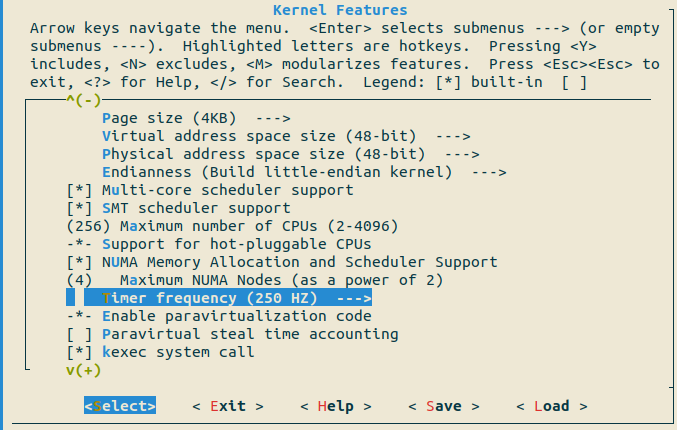 Kernel Features
Arrow keys navigate the menu.  <Enter> selects submenus ---> (or empty
submenus ----).  Highlighted letters are hotkeys.  Pressing <Y>
includes, <N> excludes, <M> modularizes features.  Press <Esc><Esc> to
exit, <?> for Help, </> for Search.  Legend: [*] built-in  [ ]
^(-)
Page size (4KB)  --->
Virtual address space size (48-bit)  --->
Physical address space size (48-bit)  --->
Endianness (Build little-endian kernel)  --->
[*] Multi-core scheduler support
[*] SMT scheduler support
(256) Maximum number of CPUs (2-4096)
-*- Support for hot-pluggable CPUs
[*] NUMA Memory Allocation and Scheduler Support
(4)   Maximum NUMA Nodes (as a power of 2)
Timer frequency (250 HZ)  --->
-*- Enable paravirtualization code
[ ] Paravirtual steal time accounting
[*] kexec system call
v(+)
<Select>    < Exit >    < Help >    < Save >    < Load >